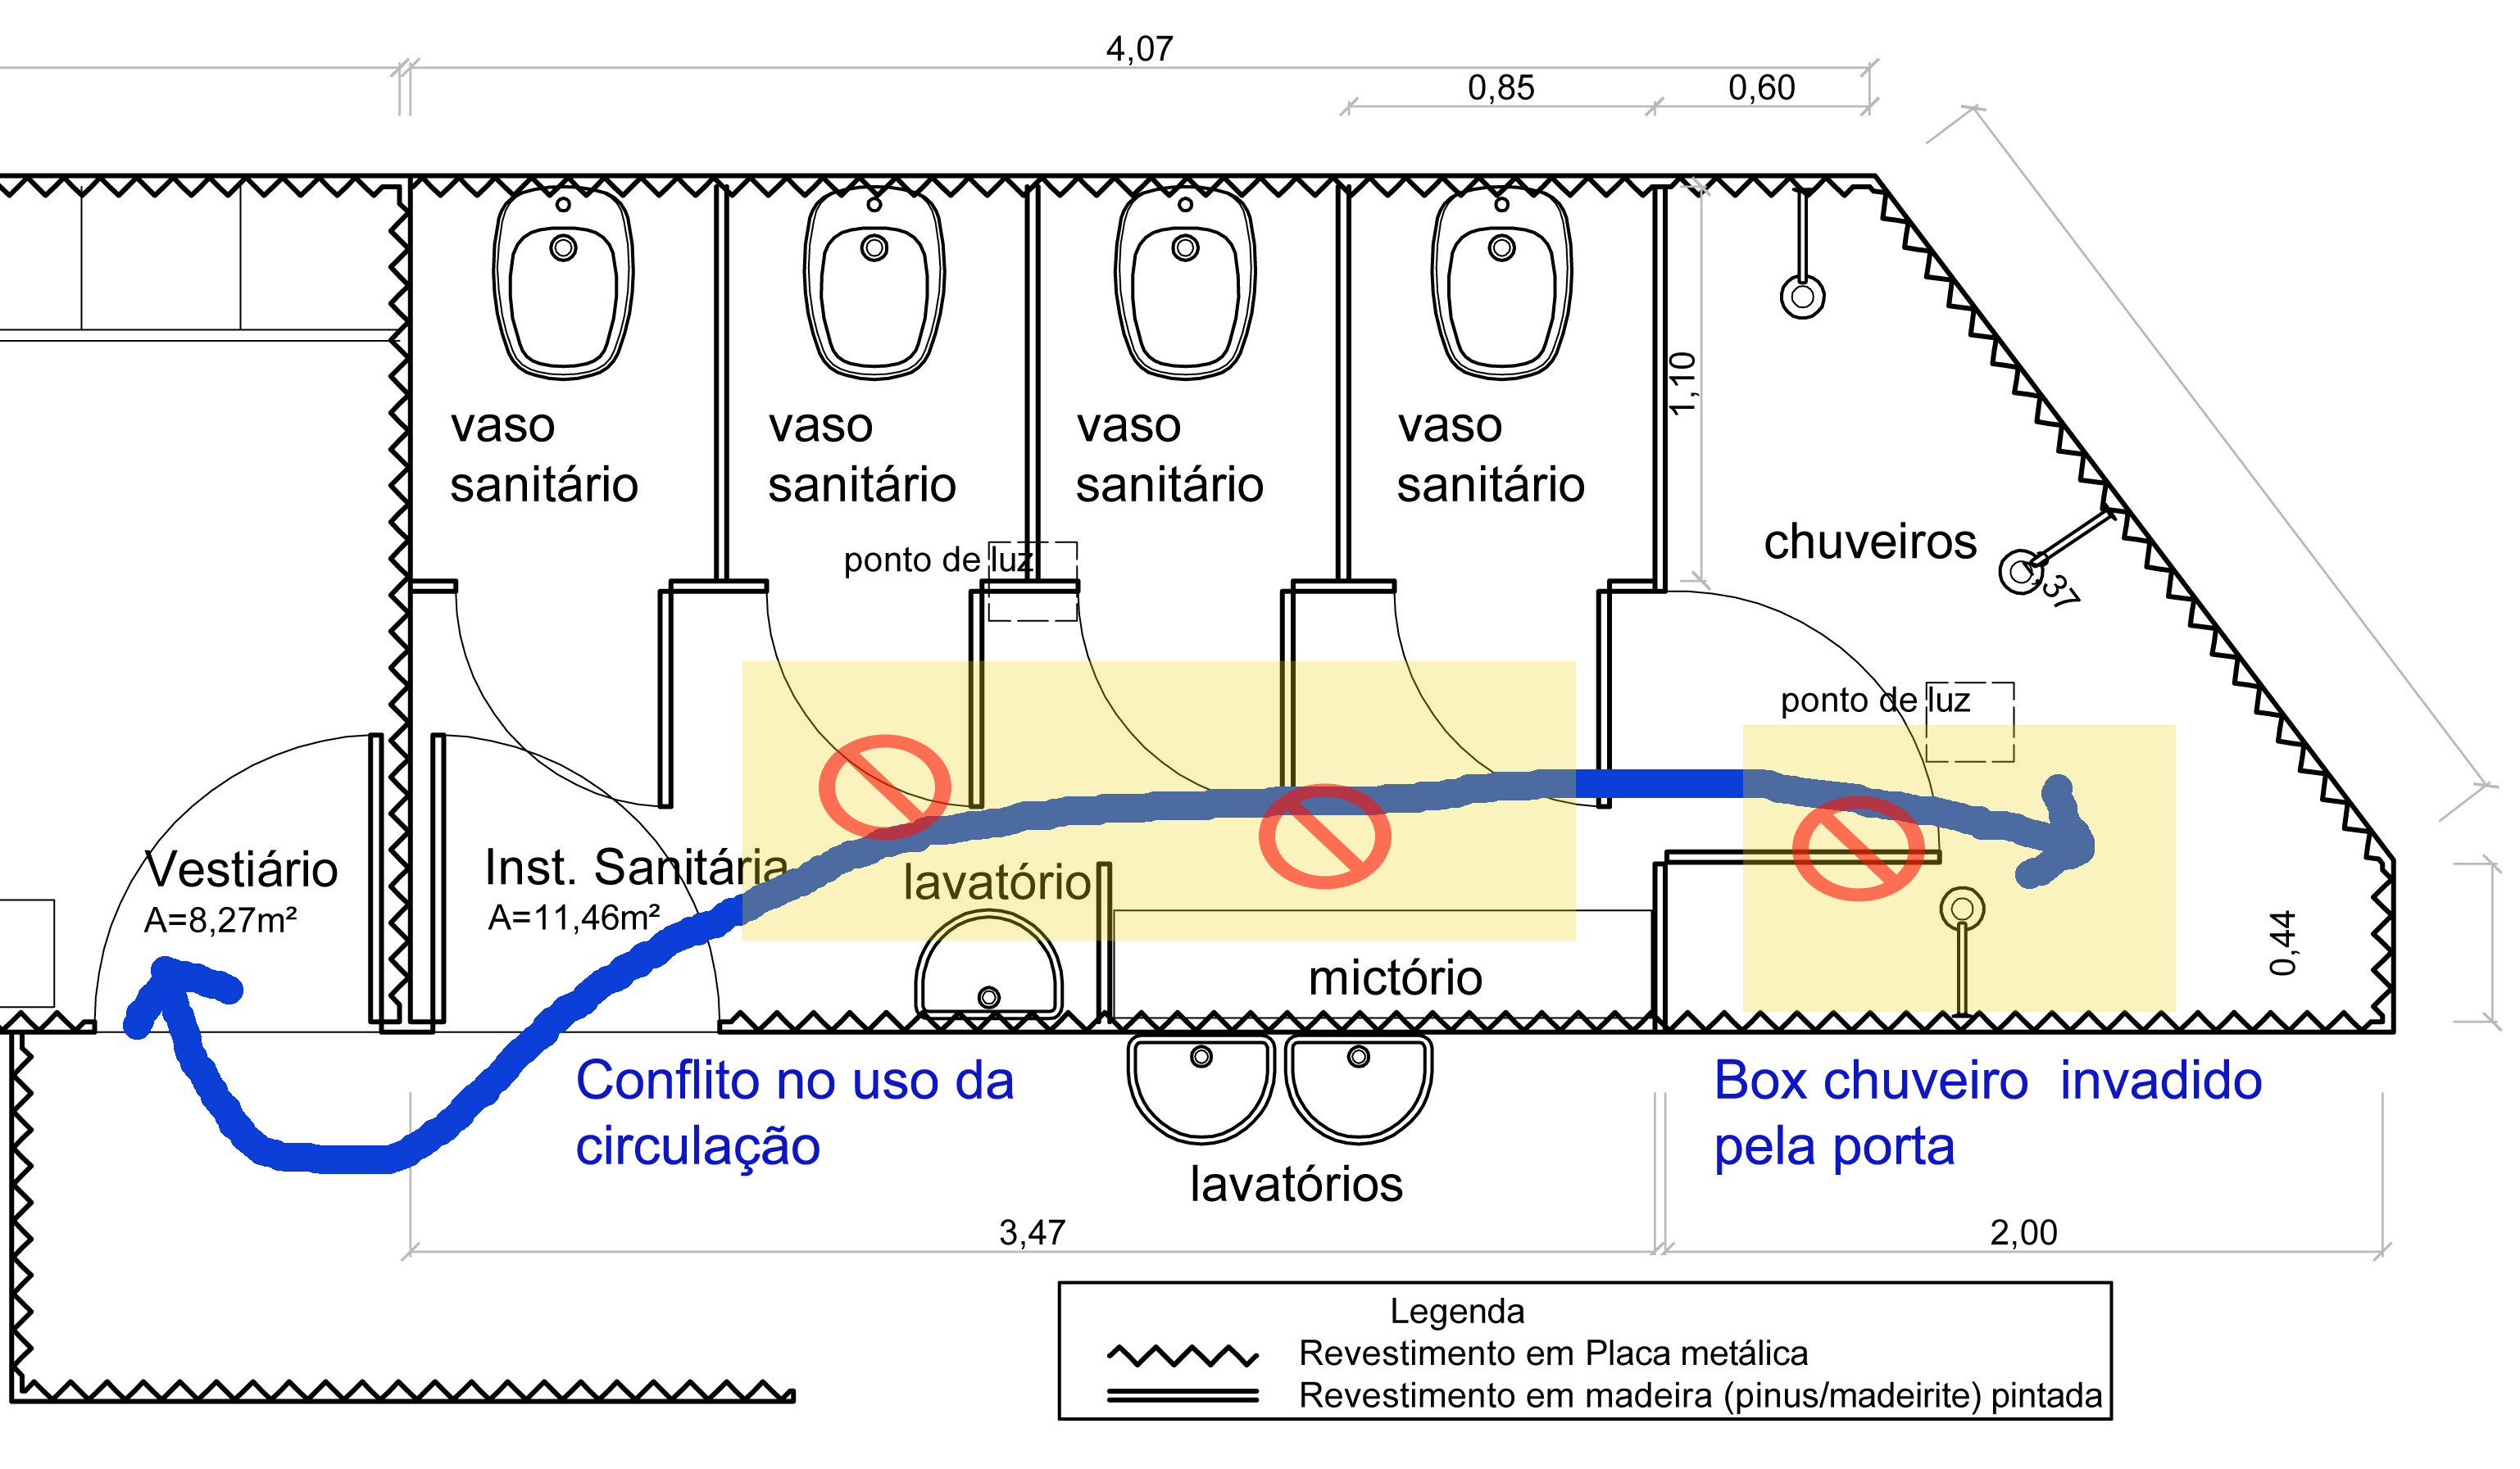 4,07
0,85
0,60
vaso
sanitário
vaso
sanitário
vaso
sanitário
vaso
sanitário
1,10
chuveiros
ponto de luz
37
ponto de luz
Vestiário
A=8,27m²
Inst. Sanitária
A=11,46m²
lavatório
mictório
0,44
Conflito no uso da
circulação
Box chuveiro invadido
pela porta
lavatórios
3,47
2,00
Legenda
Revestimento em Placa metálica
Revestimento em madeira (pinus/madeirite) pintada